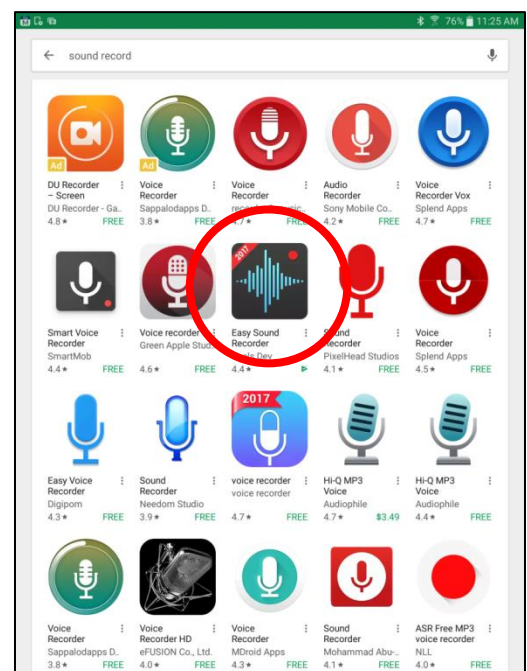 76% 11:25 AM
sound record
Ad
Ad
DU Recorder – Screen
DU Recorder - Ga..
4.8★ FREE
Voice Recorder
Sappalodapps D..
3.8★ FREE
Voice Recorder
4.7★ FREE
Audio Recorder
Sony Mobile Co..
4.2★ FREE
Voice Recorder Vox
Splend Apps
4.7★ FREE
2017
Smart Voice Recorder
SmartMob
4.4★ FREE
Voice recorder
Green Apple Stud..
4.6★ FREE
Easy Sound Recorder
Dev
4.4★
Sound Recorder
PixelHead Studios
4.1★ FREE
Voice Recorder
Splend Apps
4.5★ FREE
2017
Easy Voice Recorder
Digipom
4.3★ FREE
Sound Recorder
Needom Studio
3.9★ FREE
voice recorder
voice recorder
4.7★ FREE
Hi-Q MP3 Voice
Audiophile
4.7★ $3.49
Hi-Q MP3 Voice
Audiophile
4.4★ FREE
Voice Recorder
Sappalodapps D..
3.8★ FREE
Voice Recorder HD
eFUSION Co., Ltd.
4.0★ FREE
Voice Recorder
MDroid Apps
4.3★ FREE
Sound Recorder
Mohammad Abu-..
4.1★ FREE
ASR Free MP3 voice recorder
NLL
4.0★ FREE